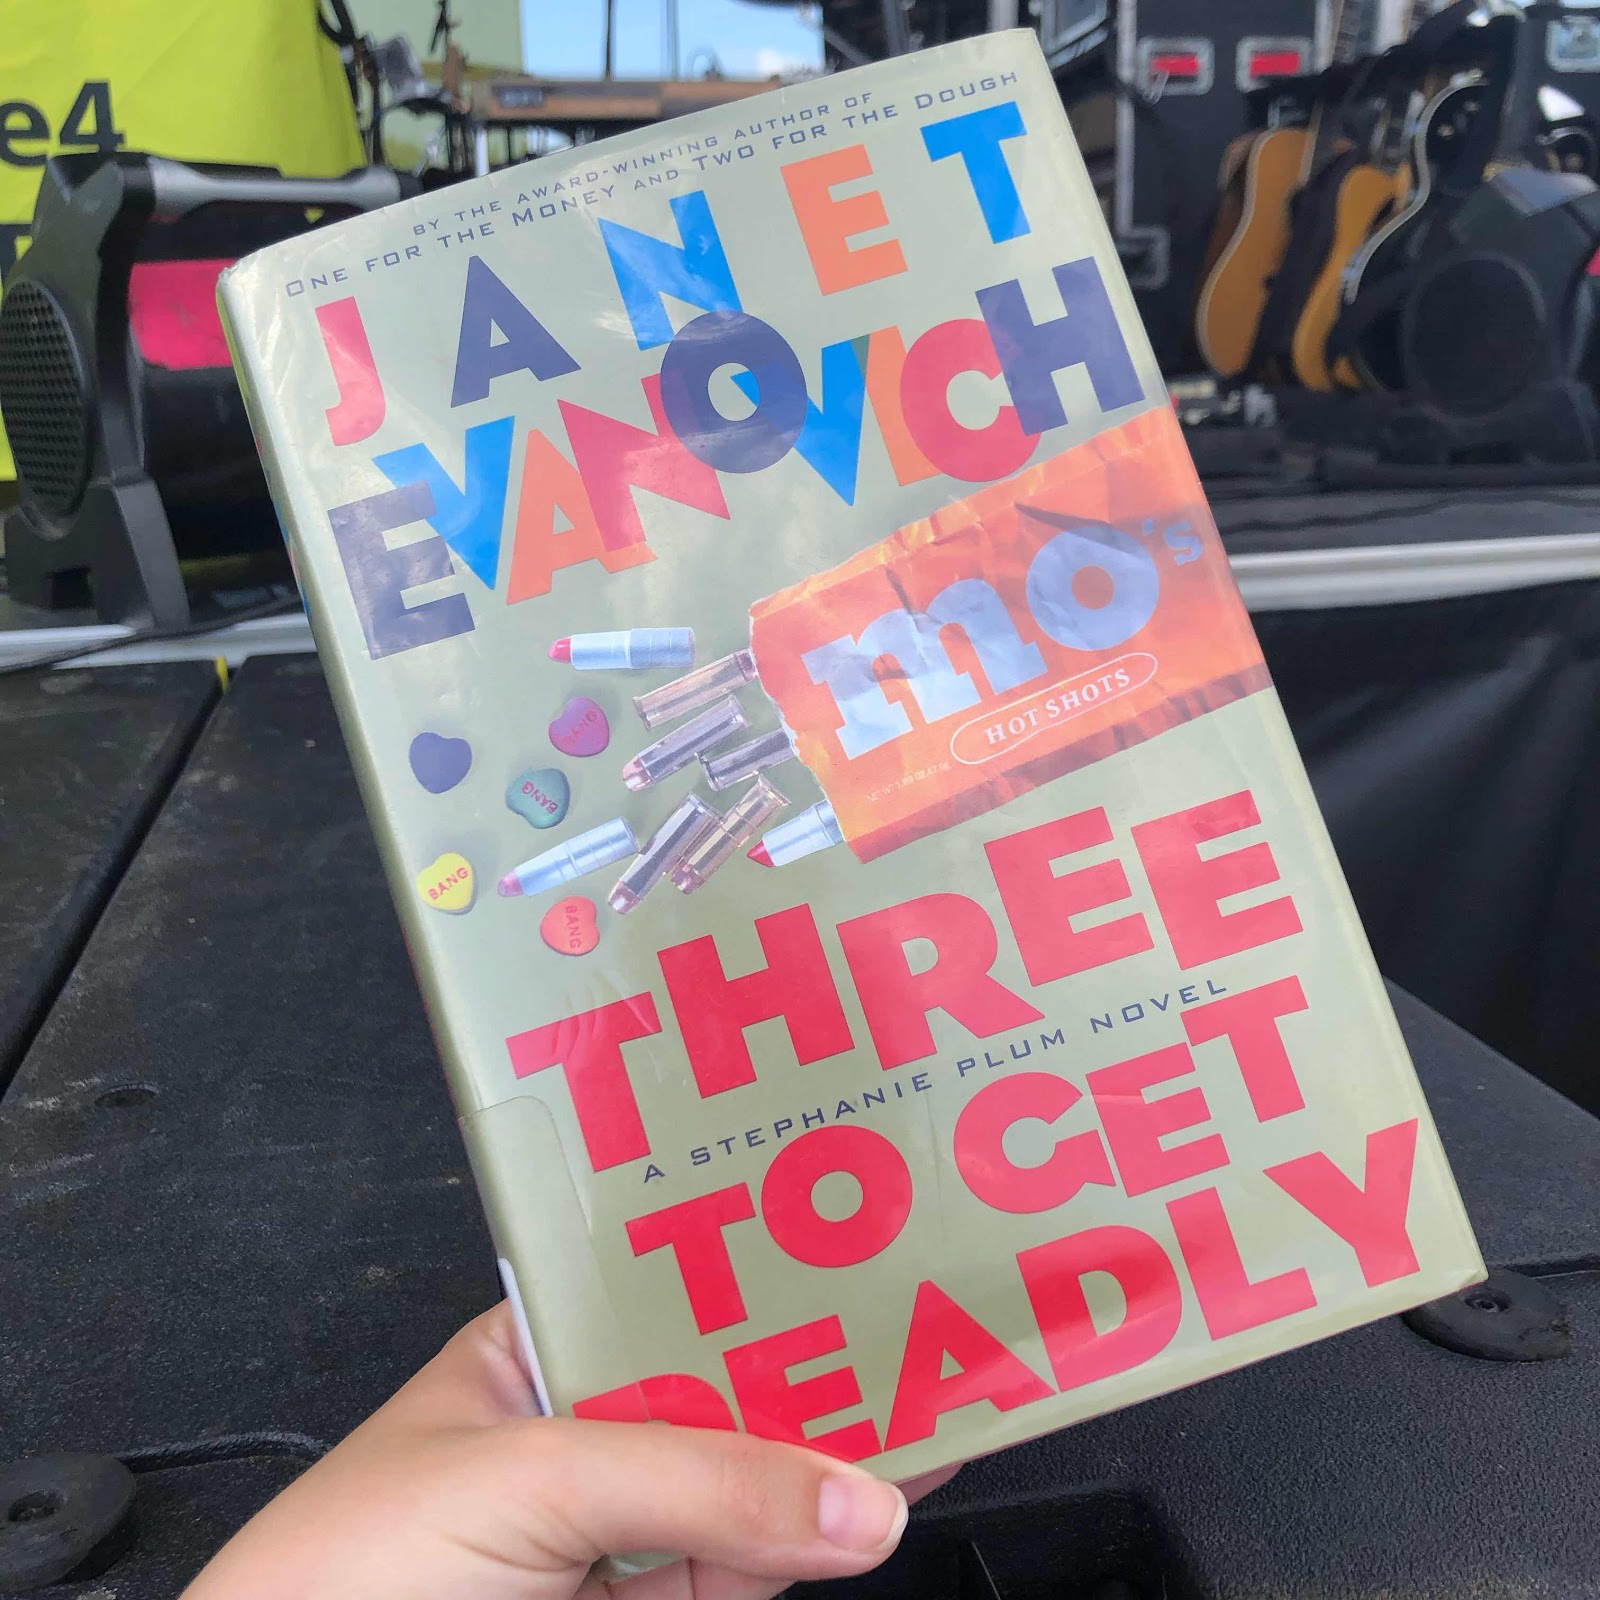 e4
BY THE AWARD-WINNING AUTHOR OF
ONE FOR THE MONEY AND TWO FOR THE DOUGH
JANET
EVANOVICH
mo's
HOT SHOTS
BANG
BANG
BANG
BANG
THREE
A STEPHANIE PLUM NOVEL
TO GET
DEADLY